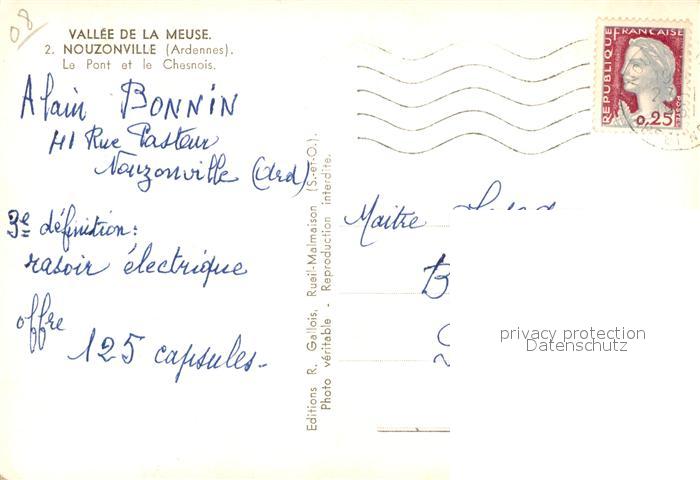 08
VALLÉE DE LA MEUSE.
2. NOUZONVILLE (Ardennes).
Le Pont et le Chesnois.
Alain BONNIN
41 Rue Pasteur
Nouzonville (Ard)
3e définition:
rasoir électrique
offre
125 capsules.
Editions R. Gallois, Rueil-Malmaison (S.-et-O.).
Photo véritable - Reproduction interdite.
REPUBLIQUE FRANÇAISE
POSTES
0,25
Maitre
B
privacy protection
Datenschutz